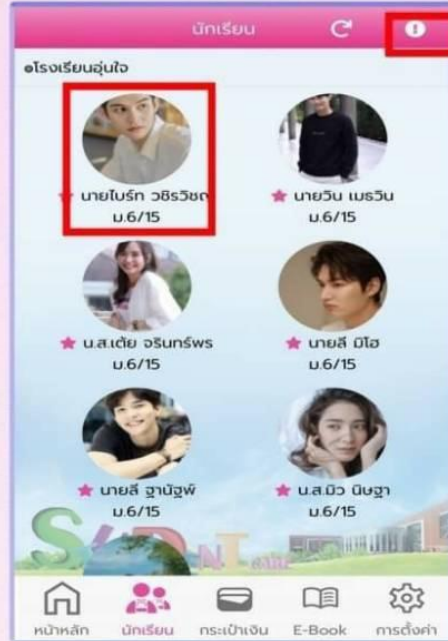 นักเรียน
๏โรงเรียนอุ่นใจ
นายไบร์ท วชิรวิชญ
ม.6/15
นายวิน เมธวิน
ม.6/15
น.ส.เต้ย จรินทร์พร
ม.6/15
นายลี มิโฮ
ม.6/15
นายลี ฐานัฐพ์
ม.6/15
น.ส.มิว นิษฐา
ม.6/15
หน้าหลัก นักเรียน กระเป๋าเงิน E-Book การตั้งค่า